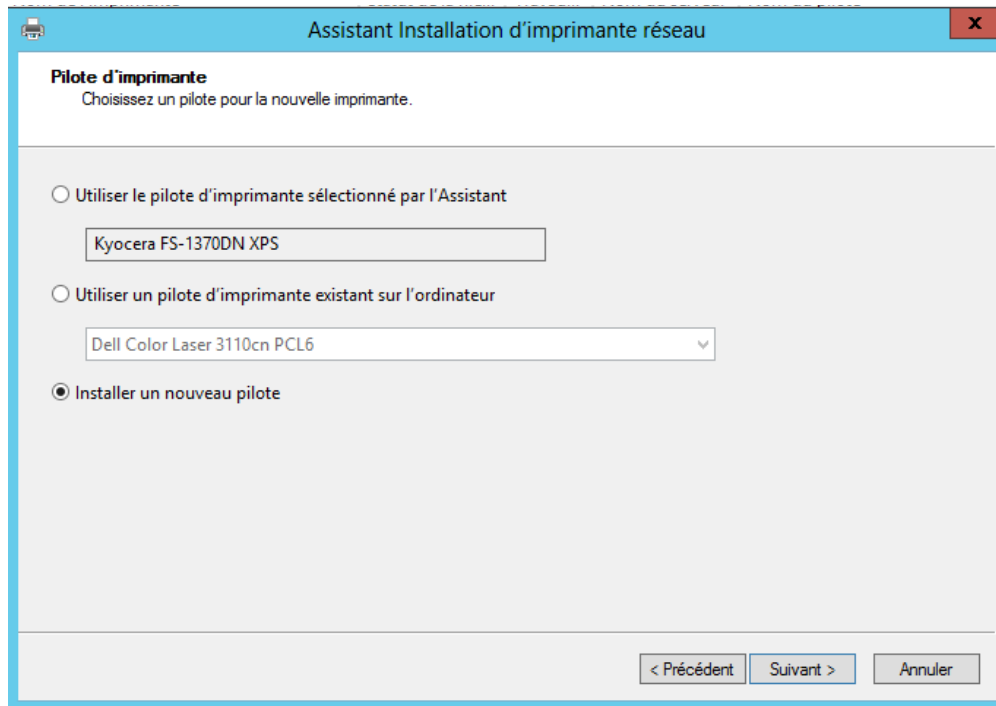 Assistant Installation d'imprimante réseau
x
Pilote d'imprimante
Choisissez un pilote pour la nouvelle imprimante.
Utiliser le pilote d'imprimante sélectionné par l'Assistant
Kyocera FS-1370DN XPS
Utiliser un pilote d'imprimante existant sur l'ordinateur
Dell Color Laser 3110cn PCL6
Installer un nouveau pilote
< Précédent Suivant > Annuler